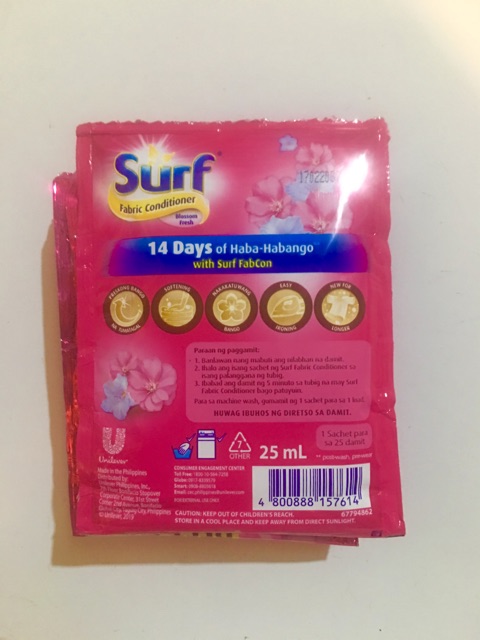 Surf
Fabric Conditioner
Blossom
Fresh
14 Days of Haba-Habango
with Surf FabCon
SOFTENING
NAKAKATUWANG
BANGO
EASY
IRONING
NEW FOR
LONGER
Paraan ng paggamit:
1. Banlawan nang mabuti ang nilabhan na damit.
2. Ihalo ang isang sachet ng Surf Fabric Conditioner sa
isang palanggana ng tubig.
3. Ibabad ang damit ng 5 minuto sa tubig na may Surf
Fabric Conditioner bago patuyuin.
Para sa machine wash, gumamit ng 1 sachet para sa 1 load.
HUWAG IBUHOS NG DIRETSO SA DAMIT.
1 Sachet para
sa 25 damit
Unilever
7
OTHER
25 mL
Made in the Philippines
Distributed by:
Unilever Philippines, Inc.,
CONSUMER ENGAGEMENT CENTER
4 800888 157614
67794862
CAUTION: KEEP OUT OF CHILDREN'S REACH.
STORE IN A COOL PLACE AND KEEP AWAY FROM DIRECT SUNLIGHT.